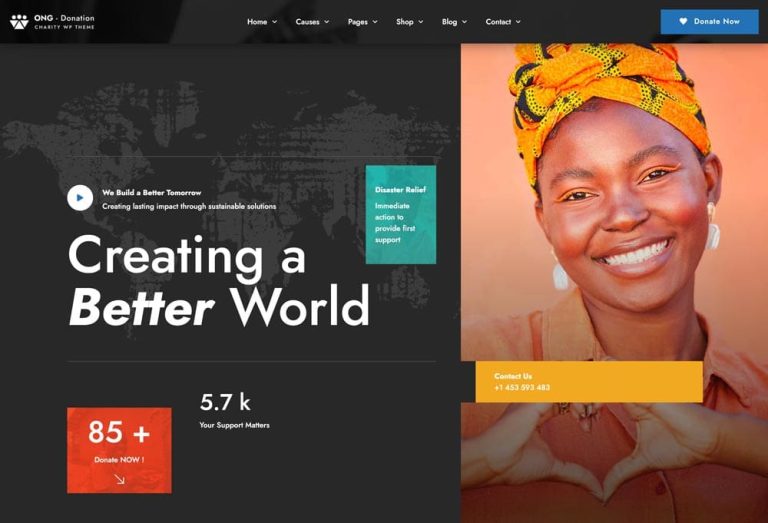 ONG - Donation
CHARITY WP THEME
Home
Causes
Pages
Shop
Blog
Contact
Donate Now
We Build a Better Tomorrow
Creating lasting impact through sustainable solutions
Disaster Relief
Immediate
action to
provide first
support
Creating a
Better World
Contact Us
+1 453 593 483
5.7 k
Your Support Matters
85 +
Donate NOW !